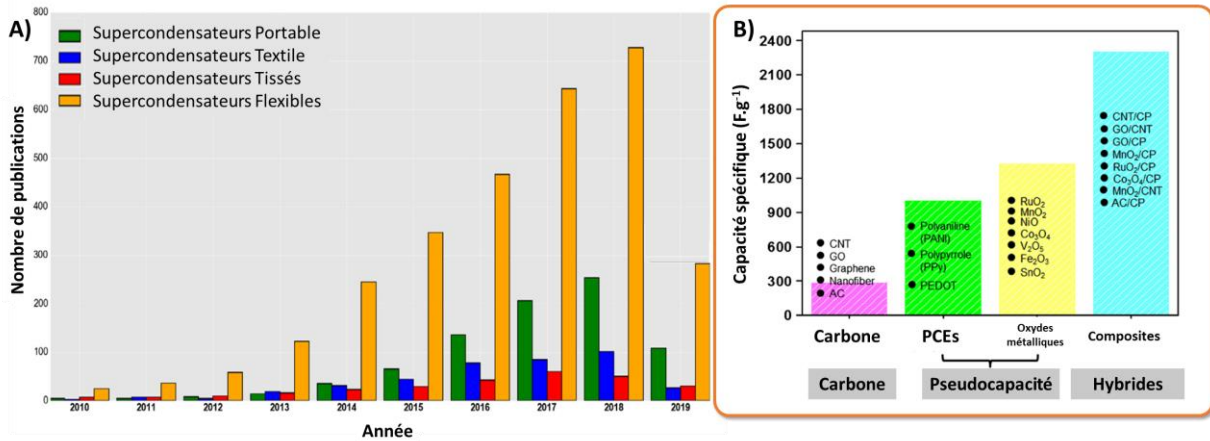 A)
Supercondensateurs Portable
Supercondensateurs Textile
Supercondensateurs Tissés
Supercondensateurs Flexibles
Nombre de publications
800
700
600
500
400
300
200
100
0
2010 2011 2012 2013 2014 2015 2016 2017 2018 2019
Année
B)
Capacité spécifique (F.g⁻¹)
2400
2100
1800
1500
1200
900
600
300
0
CNT
GO
Graphene
Nanofiber
AC
Polyaniline
(PANI)
Polypyrrole
(PPy)
PEDOT
RuO₂
MnO₂
NiO
Co₃O₄
V₂O₅
Fe₂O₃
SnO₂
CNT/CP
GO/CNT
GO/CP
MnO₂/CP
RuO₂/CP
Co₃O₄/CP
MnO₂/CNT
AC/CP
Carbone
PCEs
Oxydes
métalliques
Composites
Carbone
Pseudocapacité
Hybrides